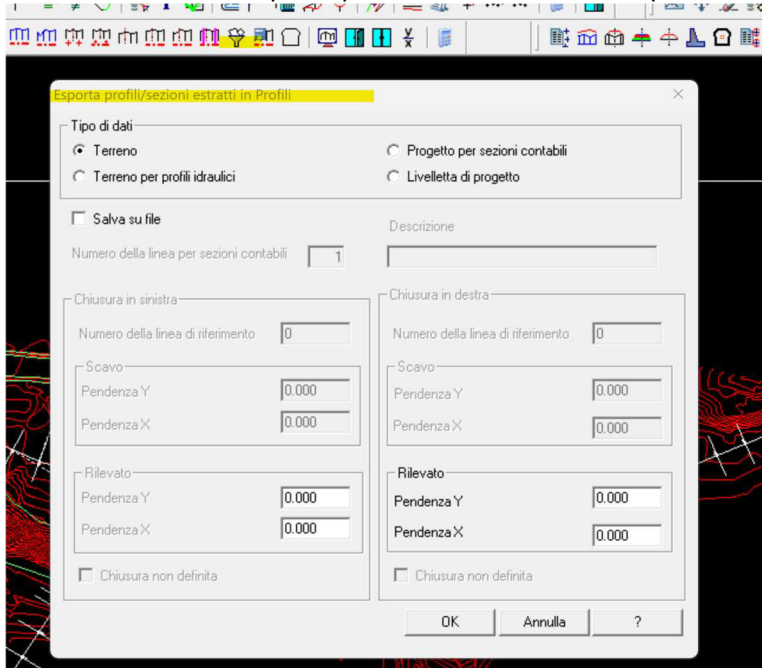 Esporta profili/sezioni estratti in Profili
Tipo di dati
Terreno
Progetto per sezioni contabili
Terreno per profili idraulici
Livelletta di progetto
Salva su file
Descrizione
Numero della linea per sezioni contabili 1
Chiusura in sinistra
Numero della linea di riferimento 0
Scavo
Pendenza Y 0.000
Pendenza X 0.000
Rilevato
Pendenza Y 0.000
Pendenza X 0.000
Chiusura non definita
Chiusura in destra
Numero della linea di riferimento 0
Scavo
Pendenza Y 0.000
Pendenza X 0.000
Rilevato
Pendenza Y 0.000
Pendenza X 0.000
Chiusura non definita
OK Annulla ?